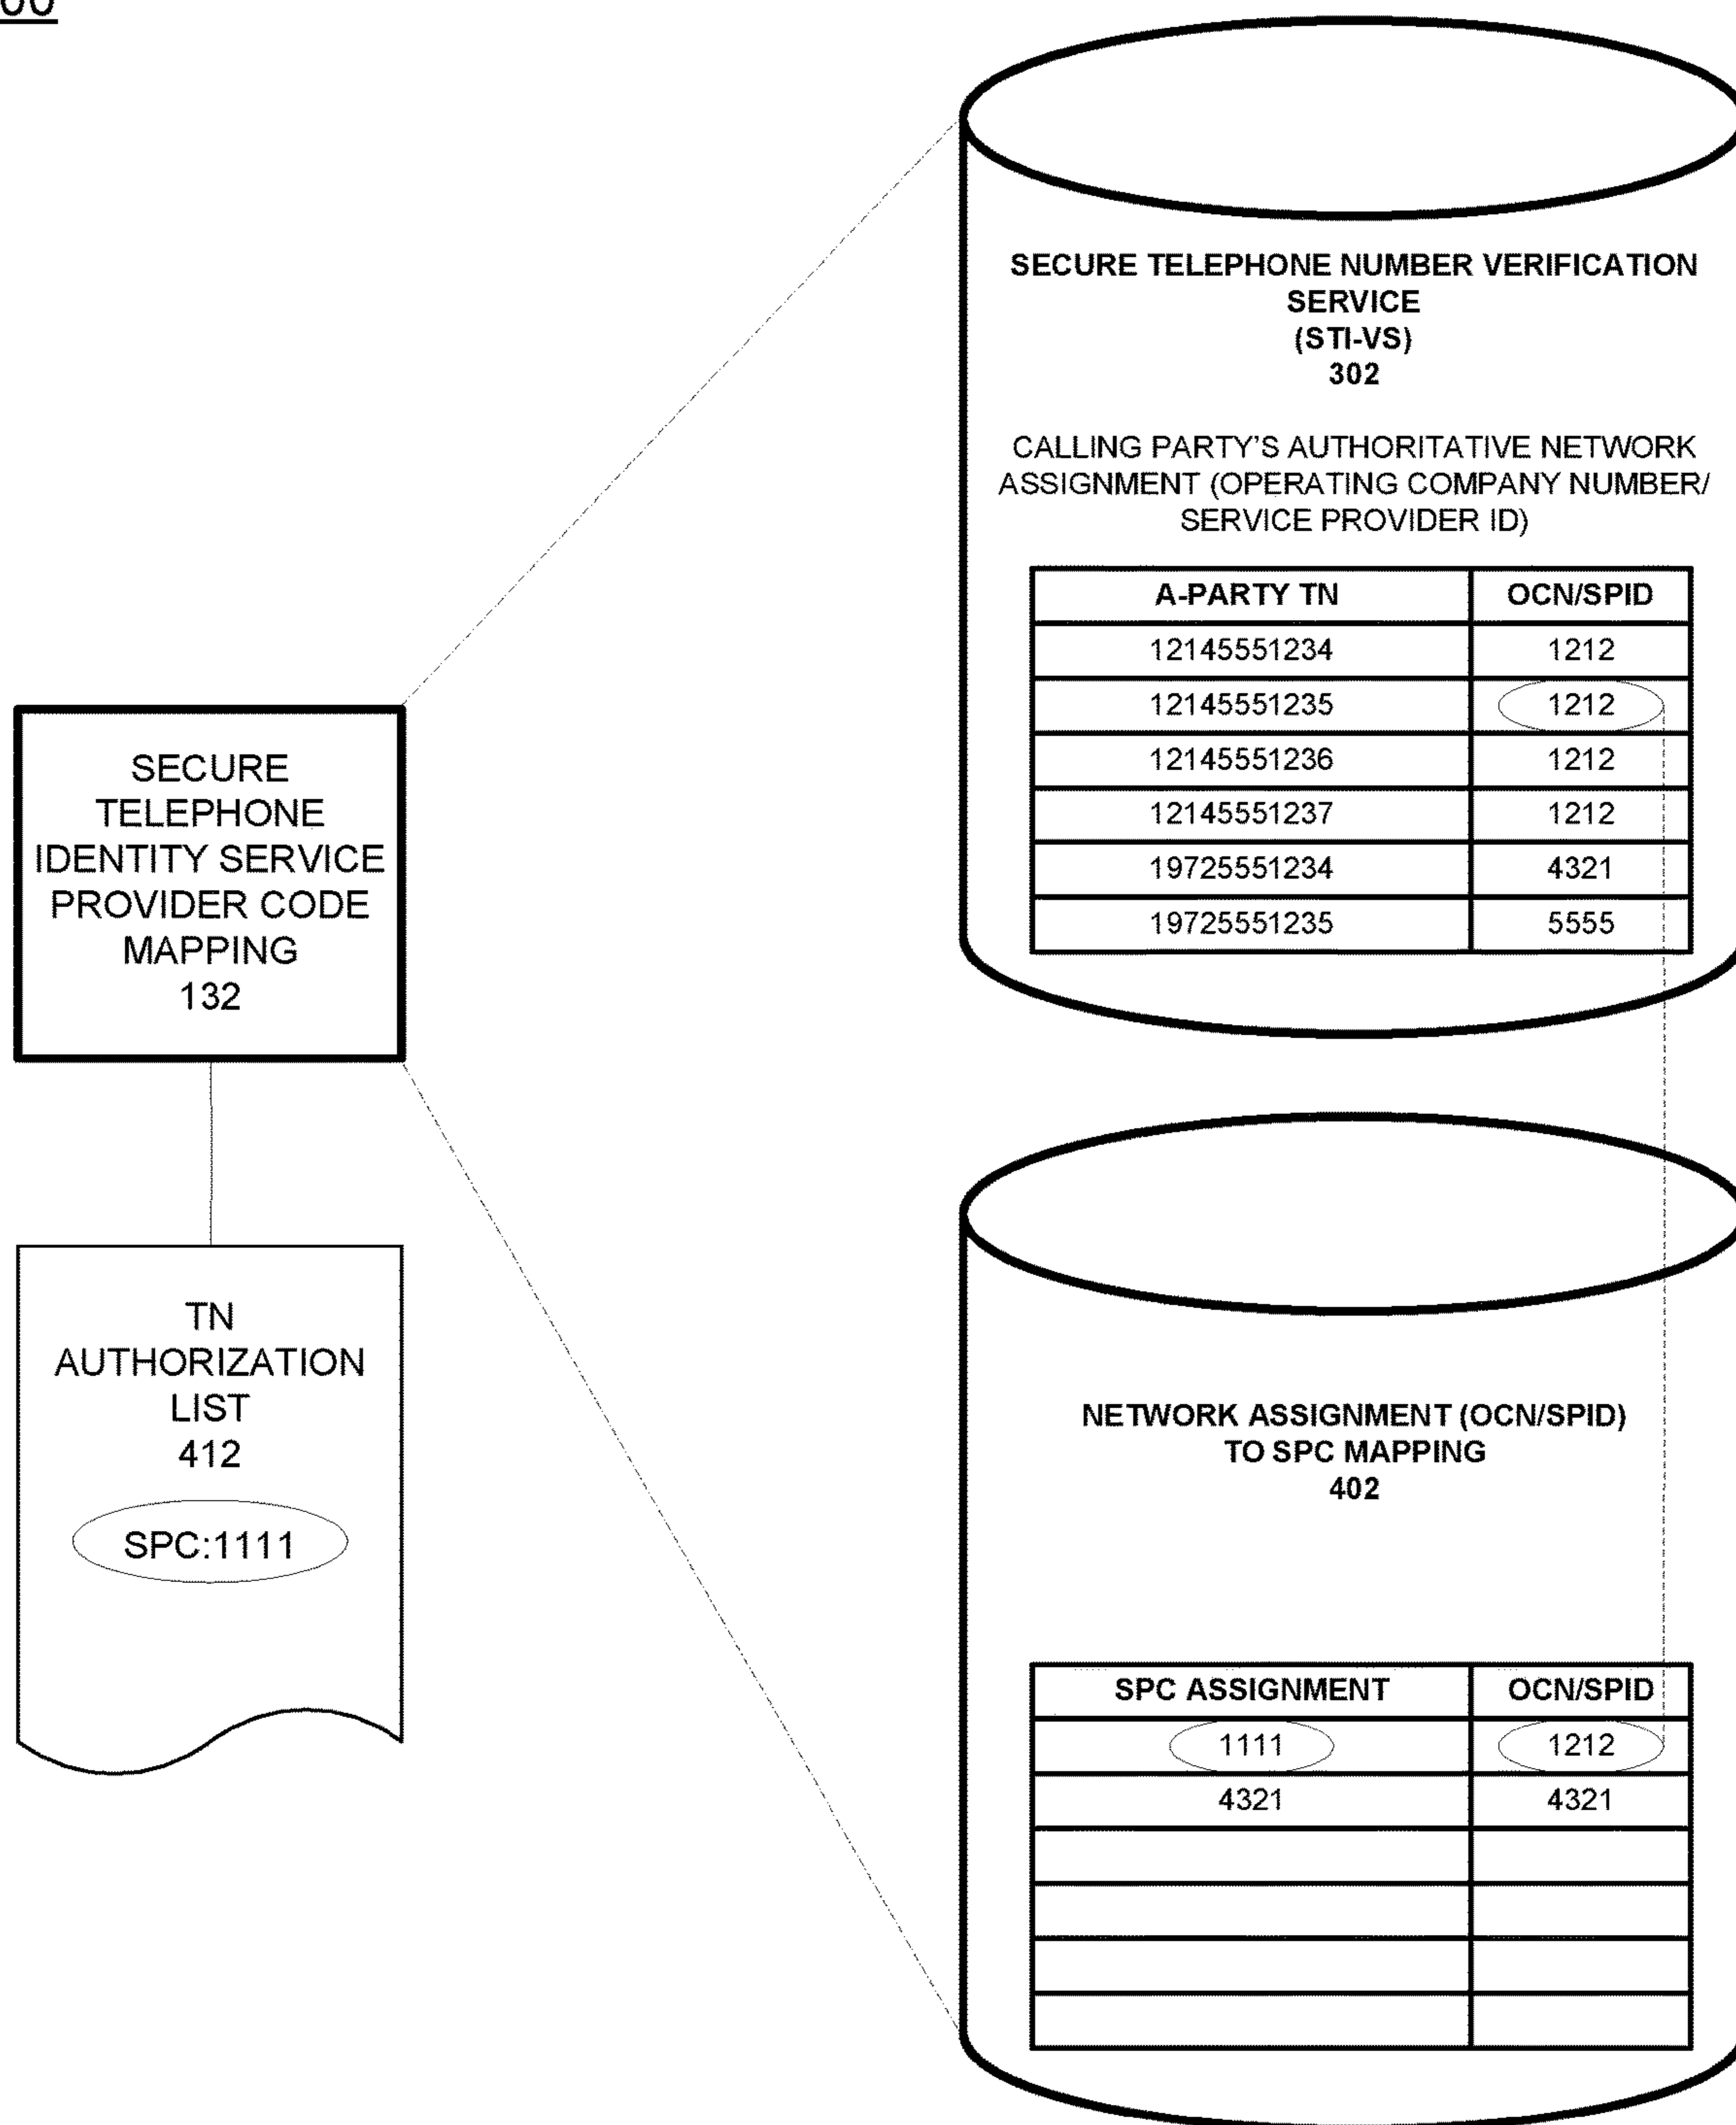 SECURE TELEPHONE NUMBER VERIFICATION
SERVICE
(STI-VS)
302
CALLING PARTY'S AUTHORITATIVE NETWORK
ASSIGNMENT (OPERATING COMPANY NUMBER/
SERVICE PROVIDER ID)
A-PARTY TN OCN/SPID
12145551234 1212
12145551235 1212
12145551236 1212
12145551237 1212
19725551234 4321
19725551235 5555
SECURE
TELEPHONE
IDENTITY SERVICE
PROVIDER CODE
MAPPING
132
TN
AUTHORIZATION
LIST
412
SPC:1111
NETWORK ASSIGNMENT (OCN/SPID)
TO SPC MAPPING
402
SPC ASSIGNMENT OCN/SPID
1111 1212
4321 4321